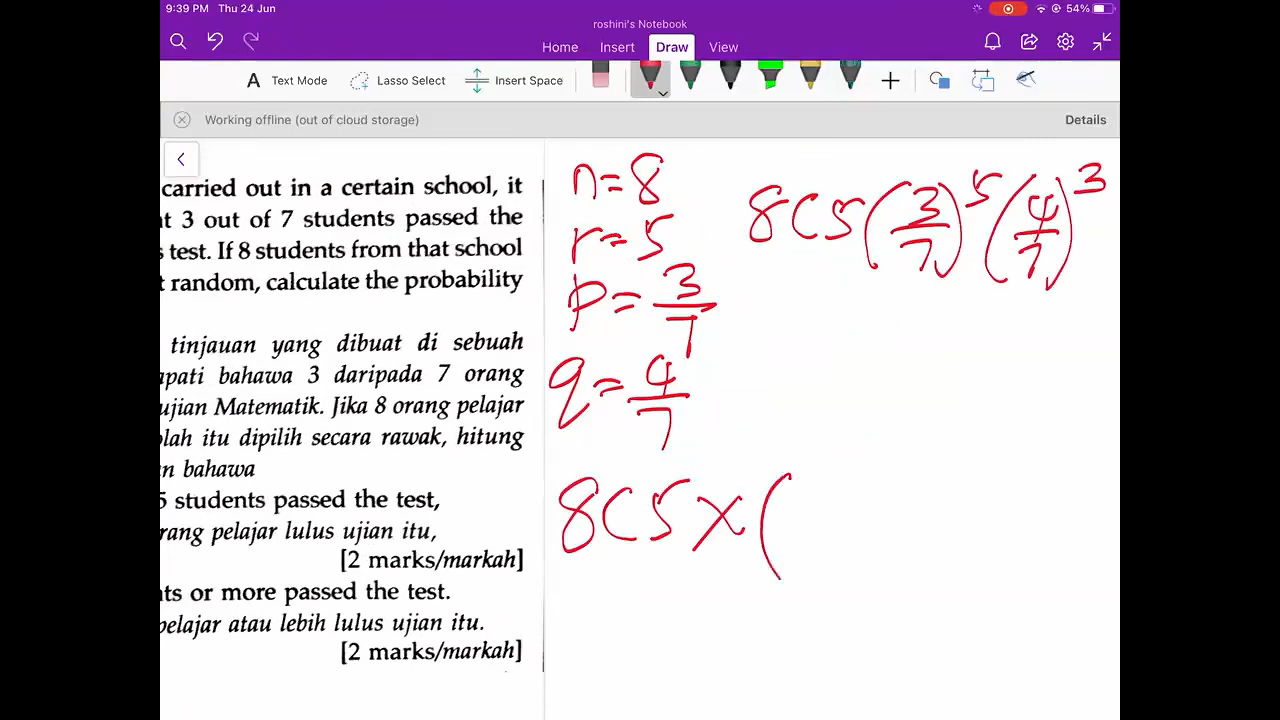 9:39 PM Thu 24 Jun
54%
roshini's Notebook
Home Insert Draw View
A Text Mode Lasso Select Insert Space
Working offline (out of cloud storage) Details
carried out in a certain school, it
3 out of 7 students passed the
test. If 8 students from that school
random, calculate the probability
tinjauan yang dibuat di sebuah
bahawa 3 daripada 7 orang
ujian Matematik. Jika 8 orang pelajar
itu dipilih secara rawak, hitung
bahawa
5 students passed the test,
pelajar lulus ujian itu,
[2 marks/markah]
or more passed the test.
pelajar atau lebih lulus ujian itu.
[2 marks/markah]
n=8
r=5
p=3/7
q=4/7
8C5(3/7)^5(4/7)^3
8C5×(